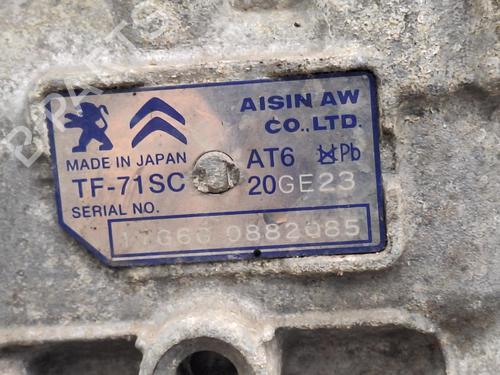 AISIN AW
CO.,LTD.
MADE IN JAPAN
AT6 Pb
TF-71SC
20GE23
SERIAL NO.
0882085